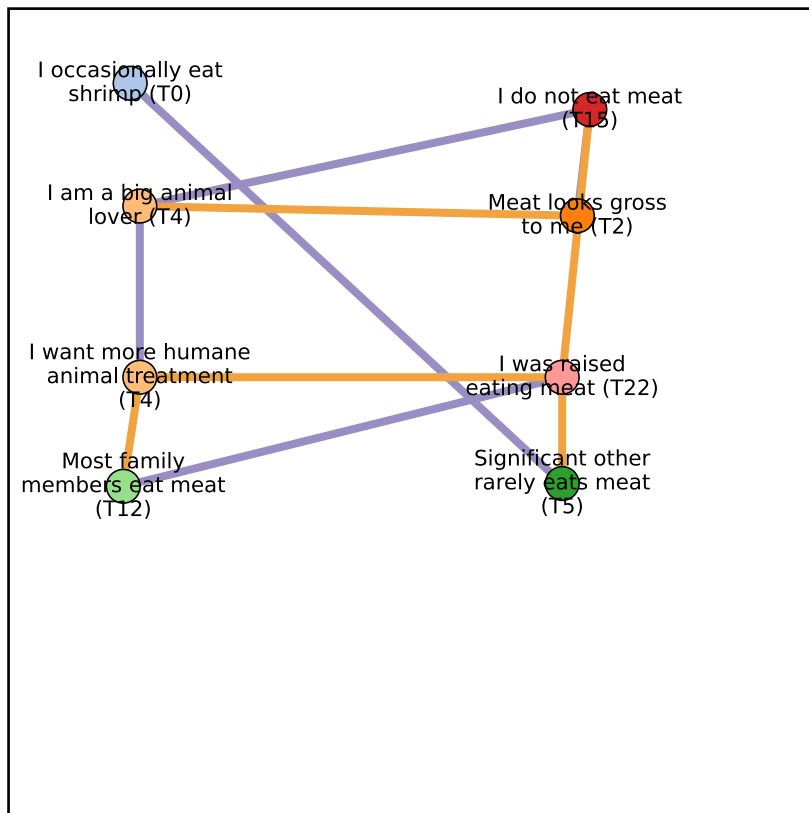 I occasionally eat
shrimp (T0)
I do not eat meat
(T15)
I am a big animal
lover (T4)
Meat looks gross
to me (T2)
I want more humane
animal treatment
(T4)
I was raised
eating meat (T22)
Most family
members eat meat
(T12)
Significant other
rarely eats meat
(T5)